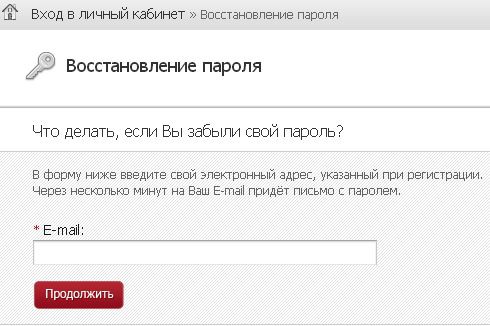 Вход в личный кабинет » Восстановление пароля
Восстановление пароля
Что делать, если Вы забыли свой пароль?
В форму ниже введите свой электронный адрес, указанный при регистрации.
Через несколько минут на Ваш E-mail придёт письмо с паролем.
* E-mail:
Продолжить